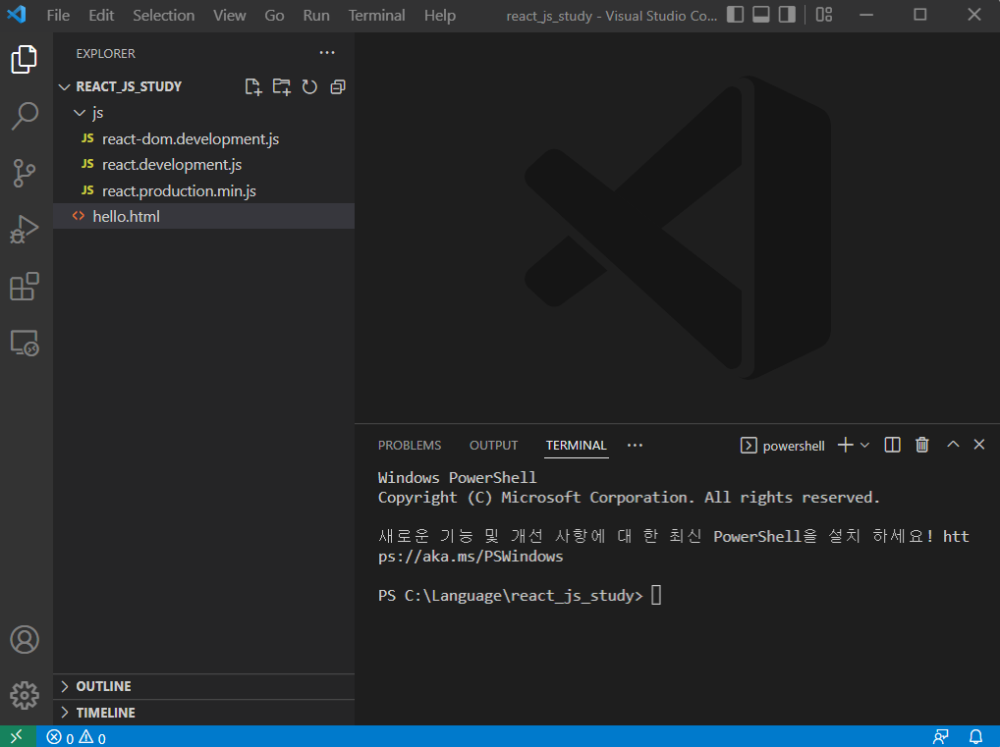 File Edit Selection View Go Run Terminal Help react_js_study - Visual Studio Co...
EXPLORER
REACT_JS_STUDY
js
JS react-dom.development.js
JS react.development.js
JS react.production.min.js
<> hello.html
PROBLEMS OUTPUT TERMINAL ... powershell
Windows PowerShell
Copyright (C) Microsoft Corporation. All rights reserved.
새로운 기능 및 개선 사항에 대 한 최신 PowerShell을 설치 하세요! htt
ps://aka.ms/PSWindows
PS C:\Language\react_js_study>
OUTLINE
TIMELINE
0 0